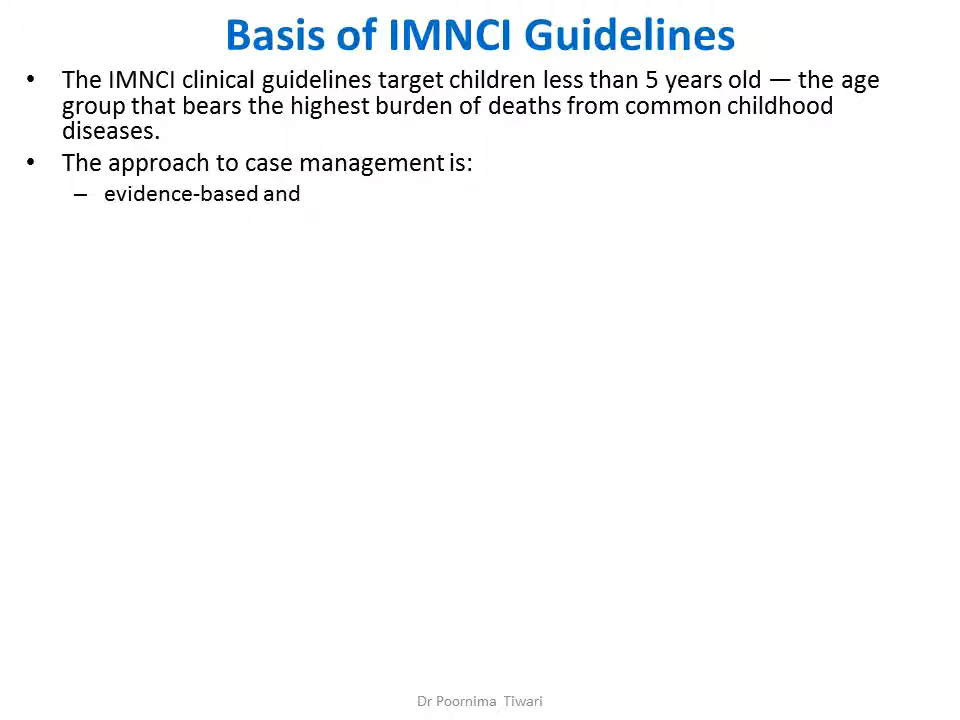 Basis of IMNCI Guidelines
• The IMNCI clinical guidelines target children less than 5 years old — the age
group that bears the highest burden of deaths from common childhood
diseases.
• The approach to case management is:
– evidence-based and
Dr Poornima Tiwari